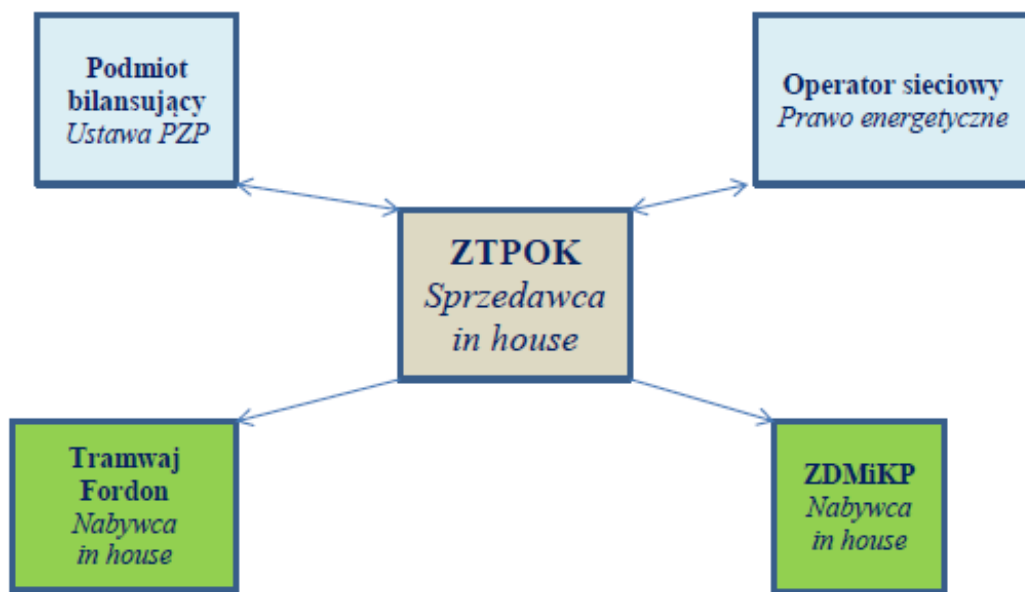 Podmiot
bilansujący
Ustawa PZP
Operator sieciowy
Prawo energetyczne
ZTPOK
Sprzedawca
in house
Tramwaj
Fordon
Nabywca
in house
ZDMiKP
Nabywca
in house